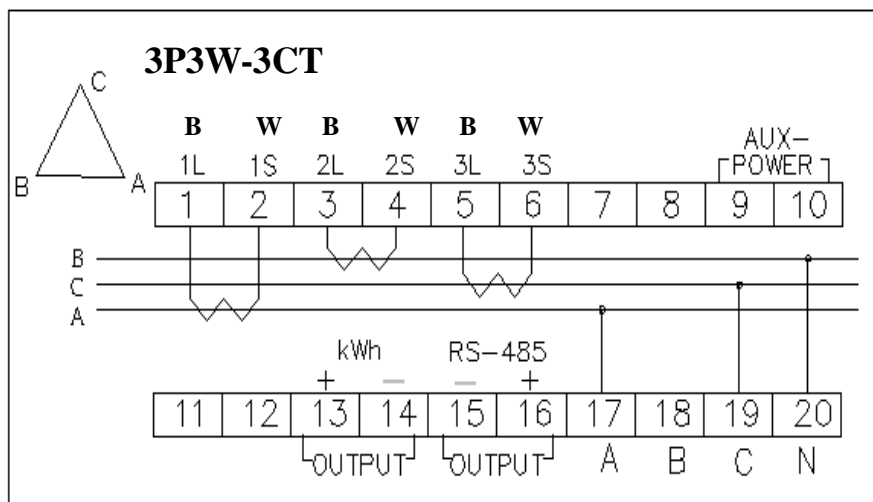 3P3W-3CT
C
B W B W B W
1L 1S 2L 2S 3L 3S
AUX-
POWER
B A
1 2 3 4 5 6 7 8 9 10
B
C
A
kWh RS-485
+ − − +
11 12 13 14 15 16 17 18 19 20
OUTPUT OUTPUT A B C N